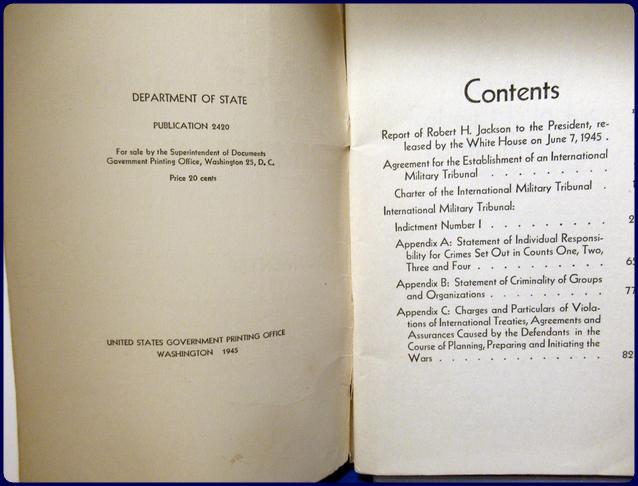 DEPARTMENT OF STATE
PUBLICATION 2420
For sale by the Superintendent of Documents
Government Printing Office, Washington 25, D. C.
Price 20 cents
UNITED STATES GOVERNMENT PRINTING OFFICE
WASHINGTON 1945
Contents
Report of Robert H. Jackson to the President, re-
leased by the White House on June 7, 1945 .
Agreement for the Establishment of an International
Military Tribunal . . . . . . . .
Charter of the International Military Tribunal .
International Military Tribunal:
Indictment Number I . . . . . . . .
Appendix A: Statement of Individual Responsi-
bility for Crimes Set Out in Counts One, Two,
Three and Four . . . . . . . . . 65
Appendix B: Statement of Criminality of Groups
and Organizations . . . . . . . . 77
Appendix C: Charges and Particulars of Viola-
tions of International Treaties, Agreements and
Assurances Caused by the Defendants in the
Course of Planning, Preparing and Initiating the
Wars . . . . . . . . . . . . 82